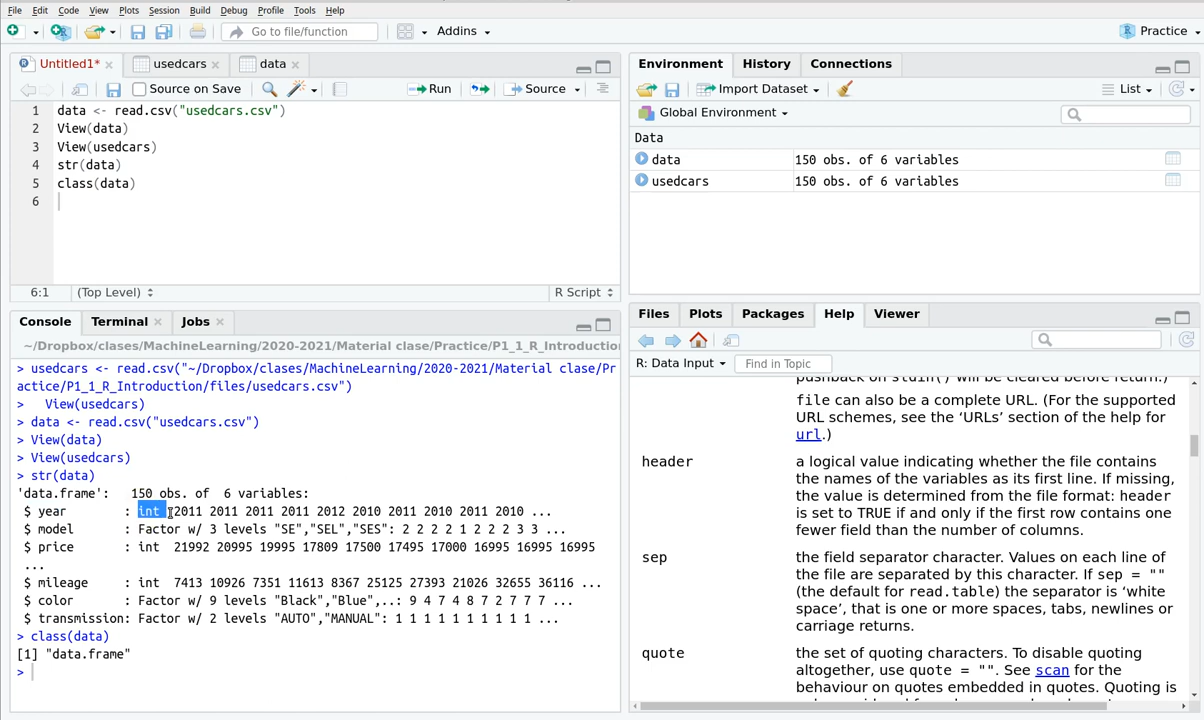 File Edit Code View Plots Session Build Debug Profile Tools Help
Go to file/function Addins Practice
Untitled1* usedcars data
Source on Save Run Source
1 data <- read.csv("usedcars.csv")
2 View(data)
3 View(usedcars)
4 str(data)
5 class(data)
6
6:1 (Top Level) R Script
Console Terminal Jobs
~/Dropbox/clases/MachineLearning/2020-2021/Material clase/Practice/P1_1_R_Introduction
> usedcars <- read.csv("~/Dropbox/clases/MachineLearning/2020-2021/Material clase/Pr
actice/P1_1_R_Introduction/files/usedcars.csv")
> View(usedcars)
> data <- read.csv("usedcars.csv")
> View(data)
> View(usedcars)
> str(data)
'data.frame': 150 obs. of 6 variables:
$ year : int 2011 2011 2011 2011 2012 2010 2011 2010 2011 2010 ...
$ model : Factor w/ 3 levels "SE","SEL","SES": 2 2 2 2 1 2 2 2 3 3 ...
$ price : int 21992 20995 19995 17809 17500 17495 17000 16995 16995 16995
...
$ mileage : int 7413 10926 7351 11613 8367 25125 27393 21026 32655 36116 ...
$ color : Factor w/ 9 levels "Black","Blue",..: 9 4 7 4 8 7 2 7 7 7 ...
$ transmission: Factor w/ 2 levels "AUTO","MANUAL": 1 1 1 1 1 1 1 1 1 1 ...
> class(data)
[1] "data.frame"
>
Environment History Connections
Import Dataset List
Global Environment
Data
data 150 obs. of 6 variables
usedcars 150 obs. of 6 variables
Files Plots Packages Help Viewer
R: Data Input Find in Topic
pushback on stdin() will be cleared before return.)
file can also be a complete URL. (For the supported
URL schemes, see the ‘URLs’ section of the help for
url.)
header a logical value indicating whether the file contains
the names of the variables as its first line. If missing,
the value is determined from the file format: header
is set to TRUE if and only if the first row contains one
fewer field than the number of columns.
sep the field separator character. Values on each line of
the file are separated by this character. If sep = ""
(the default for read.table) the separator is ‘white
space’, that is one or more spaces, tabs, newlines or
carriage returns.
quote the set of quoting characters. To disable quoting
altogether, use quote = "". See scan for the
behaviour on quotes embedded in quotes. Quoting is